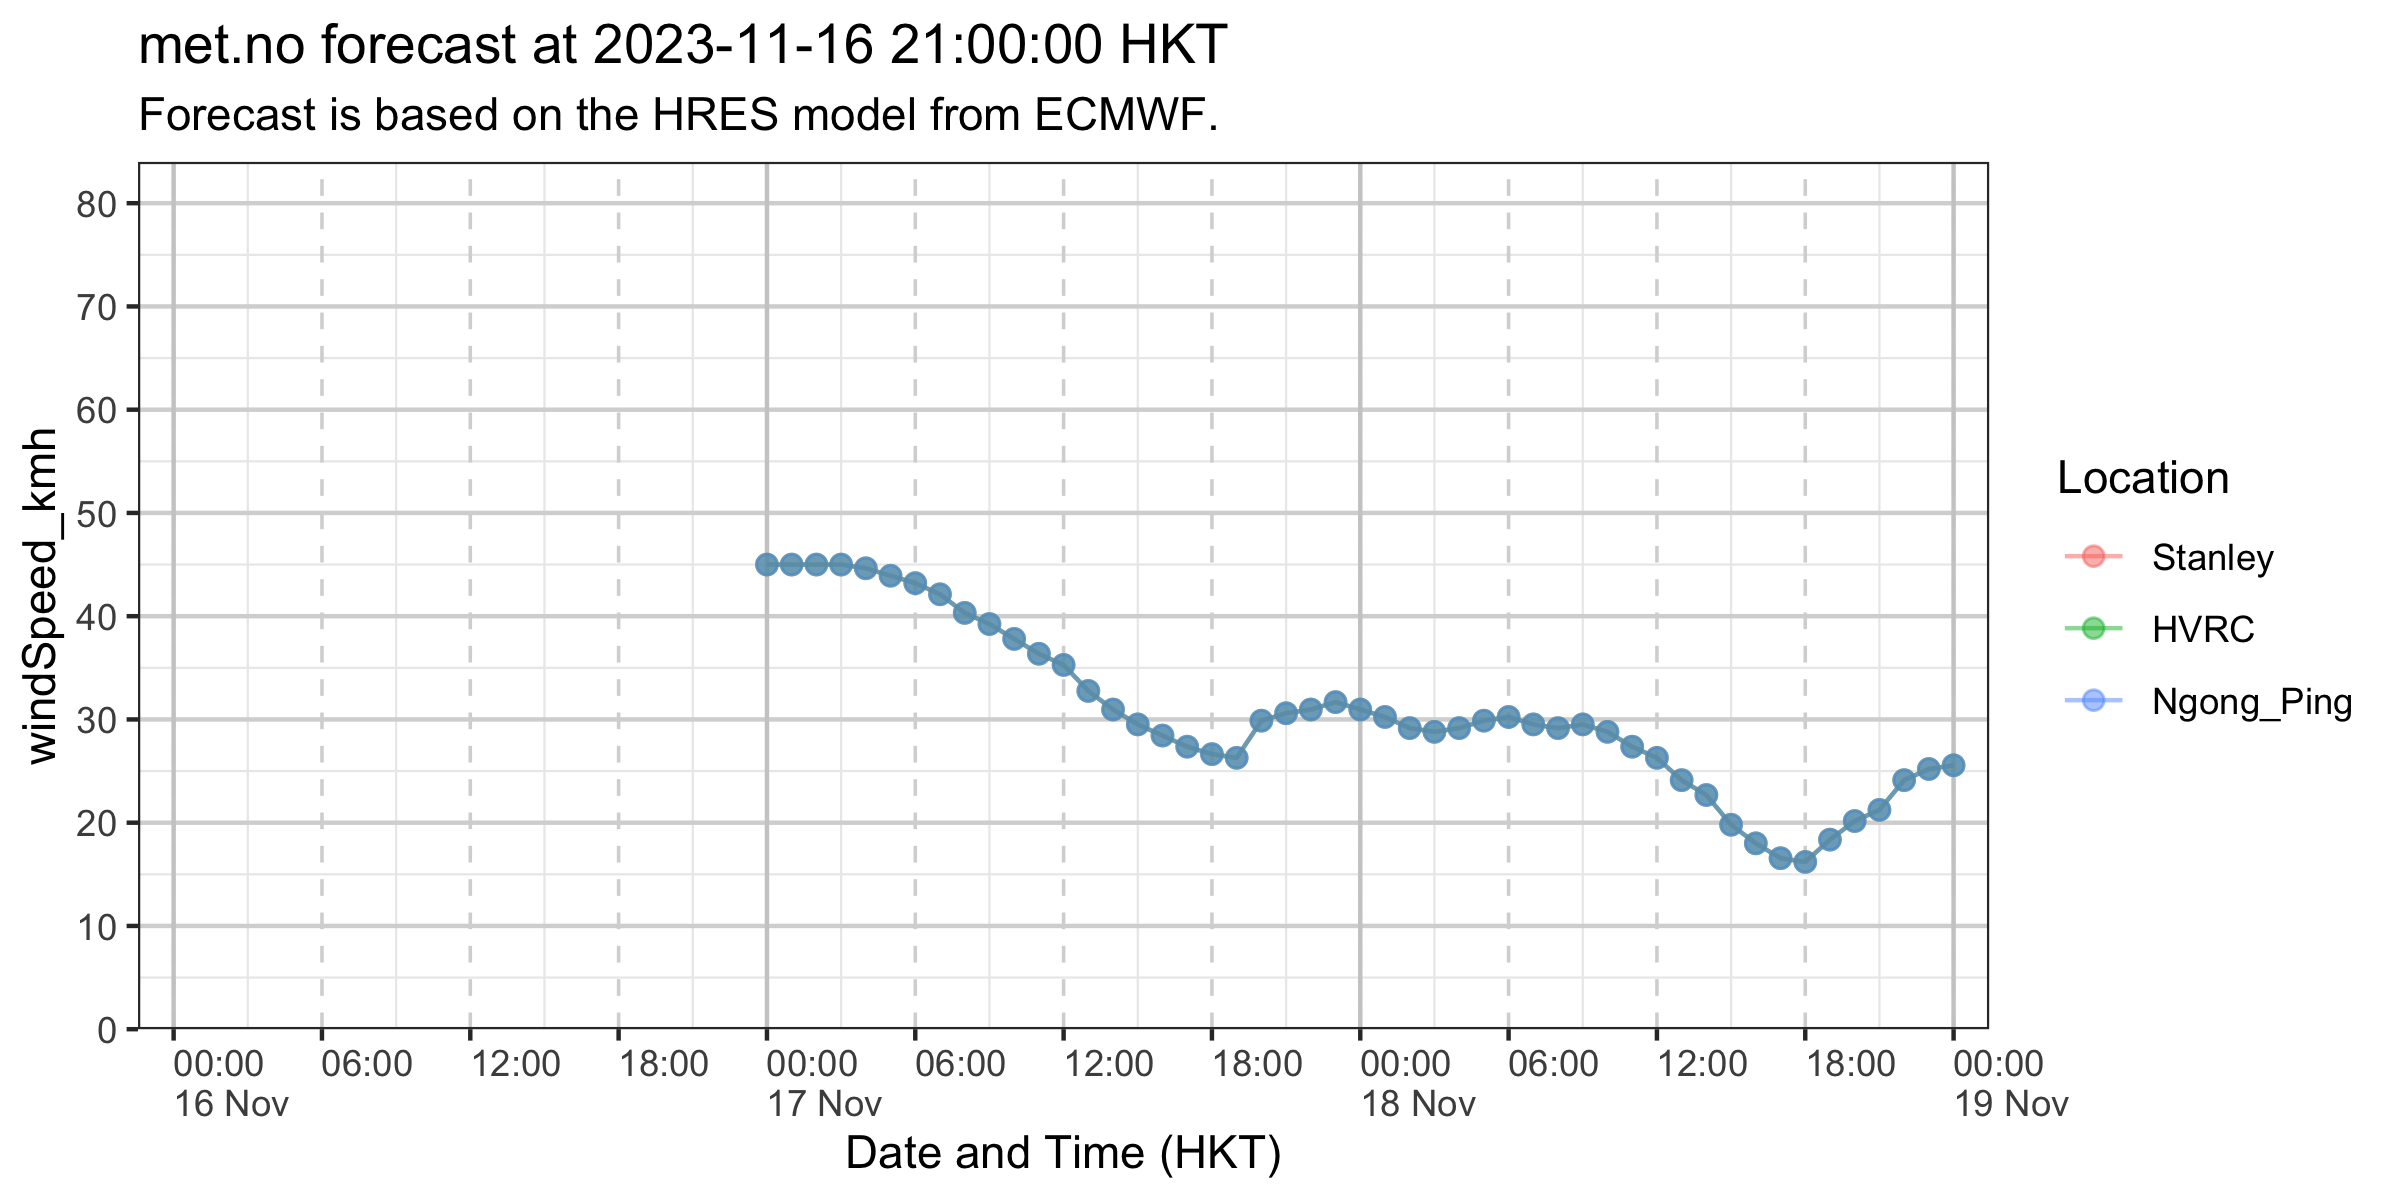 met.no forecast at 2023-11-16 21:00:00 HKT
Forecast is based on the HRES model from ECMWF.
windSpeed_kmh
80
70
60
50
40
30
20
10
0
00:00 06:00 12:00 18:00 00:00 06:00 12:00 18:00 00:00 06:00 12:00 18:00 00:00
16 Nov 17 Nov 18 Nov 19 Nov
Date and Time (HKT)
Location
Stanley
HVRC
Ngong_Ping